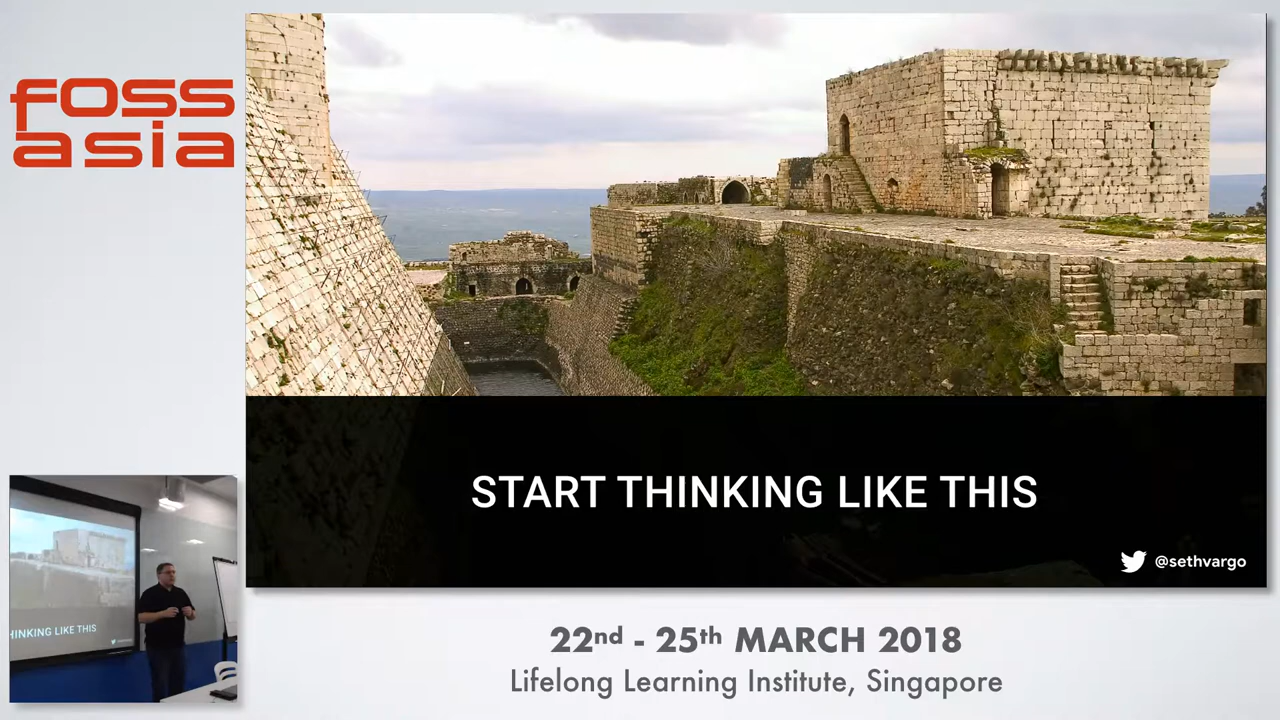 foss
asia
START THINKING LIKE THIS
@sethvargo
HINKING LIKE THIS
22nd - 25th MARCH 2018
Lifelong Learning Institute, Singapore